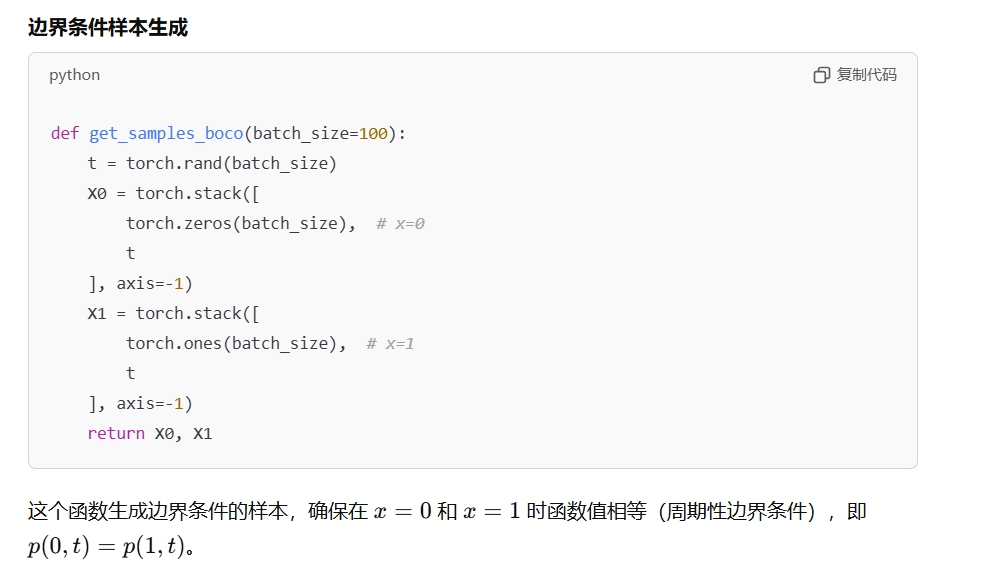 边界条件样本生成
python 复制代码
def get_samples_boco(batch_size=100):
    t = torch.rand(batch_size)
    X0 = torch.stack([
        torch.zeros(batch_size),  # x=0
        t
    ], axis=-1)
    X1 = torch.stack([
        torch.ones(batch_size),  # x=1
        t
    ], axis=-1)
    return X0, X1
这个函数生成边界条件的样本，确保在 x = 0 和 x = 1 时函数值相等（周期性边界条件），即
p(0, t) = p(1, t)。